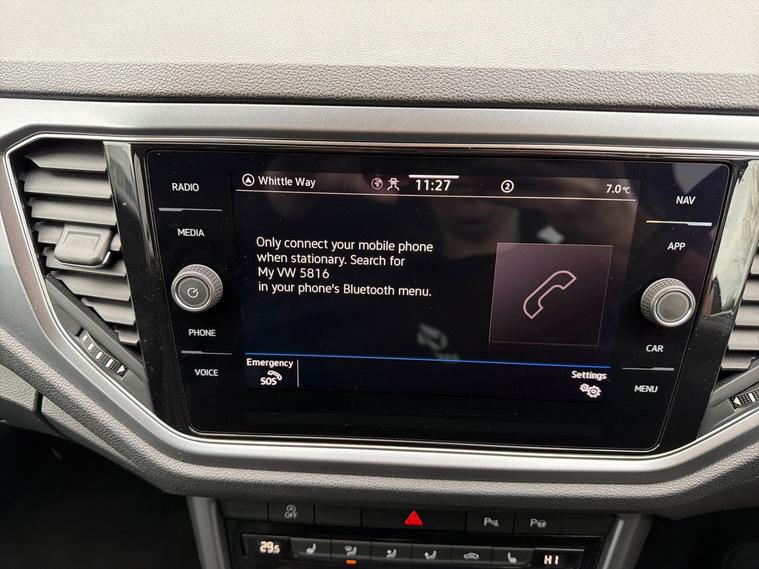 RADIO
MEDIA
PHONE
VOICE
Whittle Way
11:27
2
7.0°C
Only connect your mobile phone
when stationary. Search for
My VW 5816
in your phone's Bluetooth menu.
Emergency
SOS
Settings
NAV
APP
CAR
MENU
OFF
29.5
HI